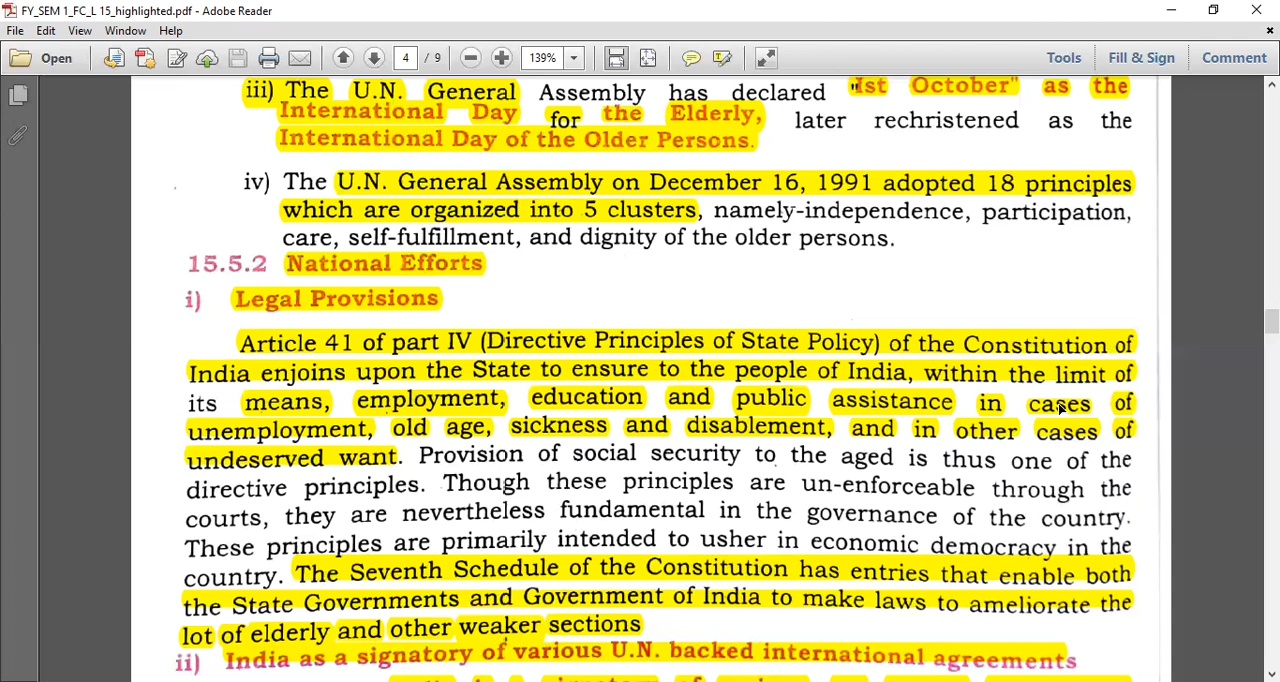 FY_SEM 1_FC_L 15_highlighted.pdf - Adobe Reader
File Edit View Window Help
Open 4 / 9 139% Tools Fill & Sign Comment
iii) The U.N. General Assembly has declared "Ist October" as the
International Day for the Elderly, later rechristened as the
International Day of the Older Persons.
iv) The U.N. General Assembly on December 16, 1991 adopted 18 principles
which are organized into 5 clusters, namely-independence, participation,
care, self-fulfillment, and dignity of the older persons.
15.5.2 National Efforts
i) Legal Provisions
Article 41 of part IV (Directive Principles of State Policy) of the Constitution of
India enjoins upon the State to ensure to the people of India, within the limit of
its means, employment, education and public assistance in cases of
unemployment, old age, sickness and disablement, and in other cases of
undeserved want. Provision of social security to the aged is thus one of the
directive principles. Though these principles are un-enforceable through the
courts, they are nevertheless fundamental in the governance of the country.
These principles are primarily intended to usher in economic democracy in the
country. The Seventh Schedule of the Constitution has entries that enable both
the State Governments and Government of India to make laws to ameliorate the
lot of elderly and other weaker sections
ii) India as a signatory of various U.N. backed international agreements